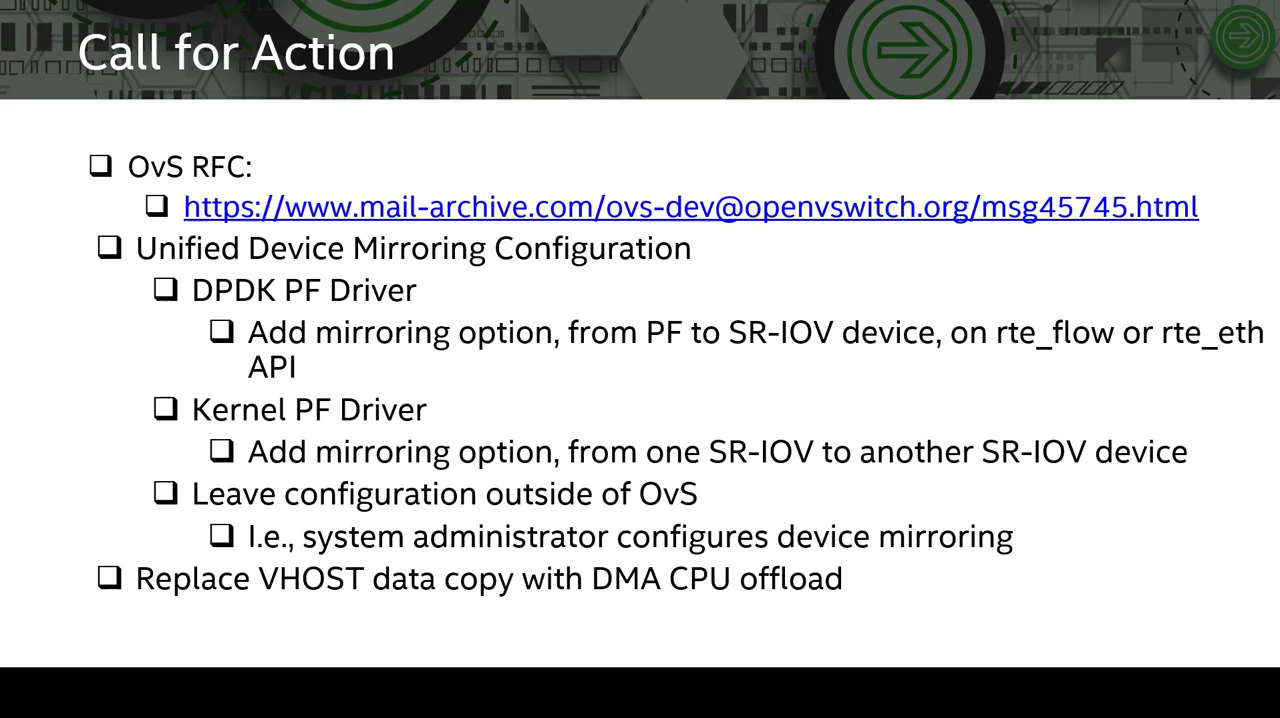 Call for Action
OvS RFC:
https://www.mail-archive.com/ovs-dev@openvswitch.org/msg45745.html
Unified Device Mirroring Configuration
DPDK PF Driver
Add mirroring option, from PF to SR-IOV device, on rte_flow or rte_eth
API
Kernel PF Driver
Add mirroring option, from one SR-IOV to another SR-IOV device
Leave configuration outside of OvS
I.e., system administrator configures device mirroring
Replace VHOST data copy with DMA CPU offload